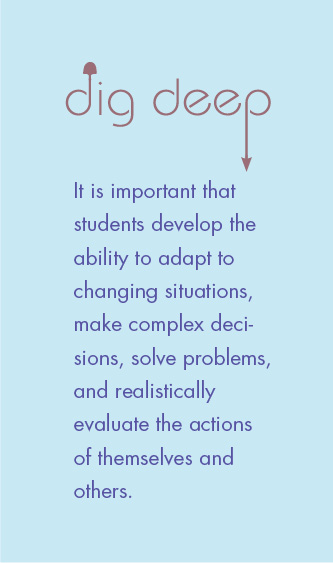 dig deep
It is important that
students develop the
ability to adapt to
changing situations,
make complex deci-
sions, solve problems,
and realistically
evaluate the actions
of themselves and
others.